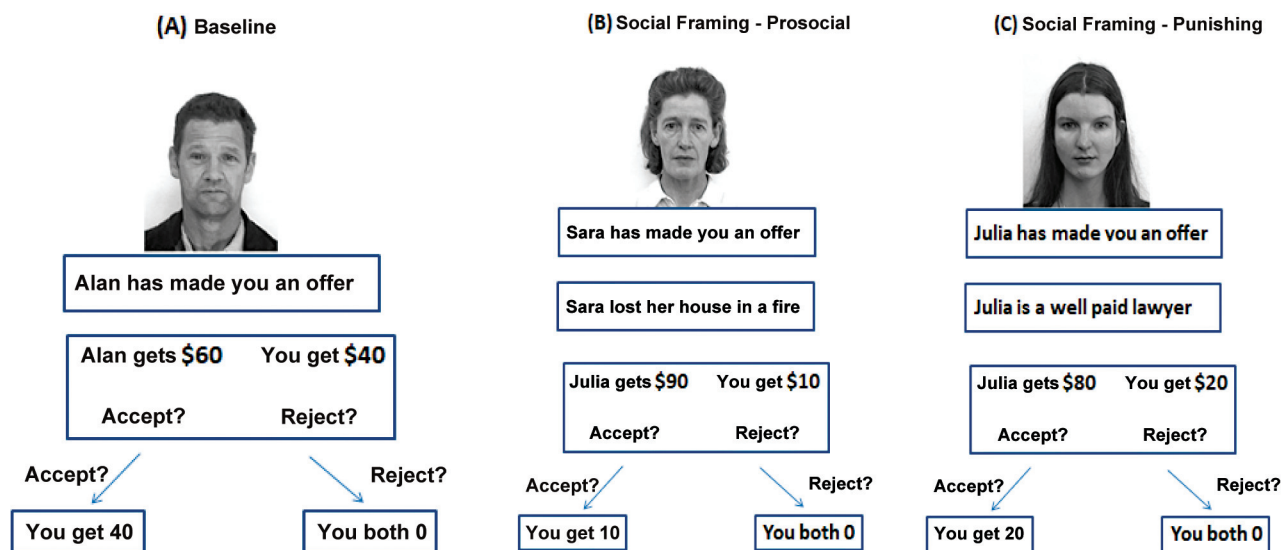 (A) Baseline
Alan has made you an offer
Alan gets $60 You get $40
Accept? Reject?
Accept? Reject?
You get 40 You both 0
(B) Social Framing - Prosocial
Sara has made you an offer
Sara lost her house in a fire
Julia gets $90 You get $10
Accept? Reject?
Accept? Reject?
You get 10 You both 0
(C) Social Framing - Punishing
Julia has made you an offer
Julia is a well paid lawyer
Julia gets $80 You get $20
Accept? Reject?
Accept? Reject?
You get 20 You both 0